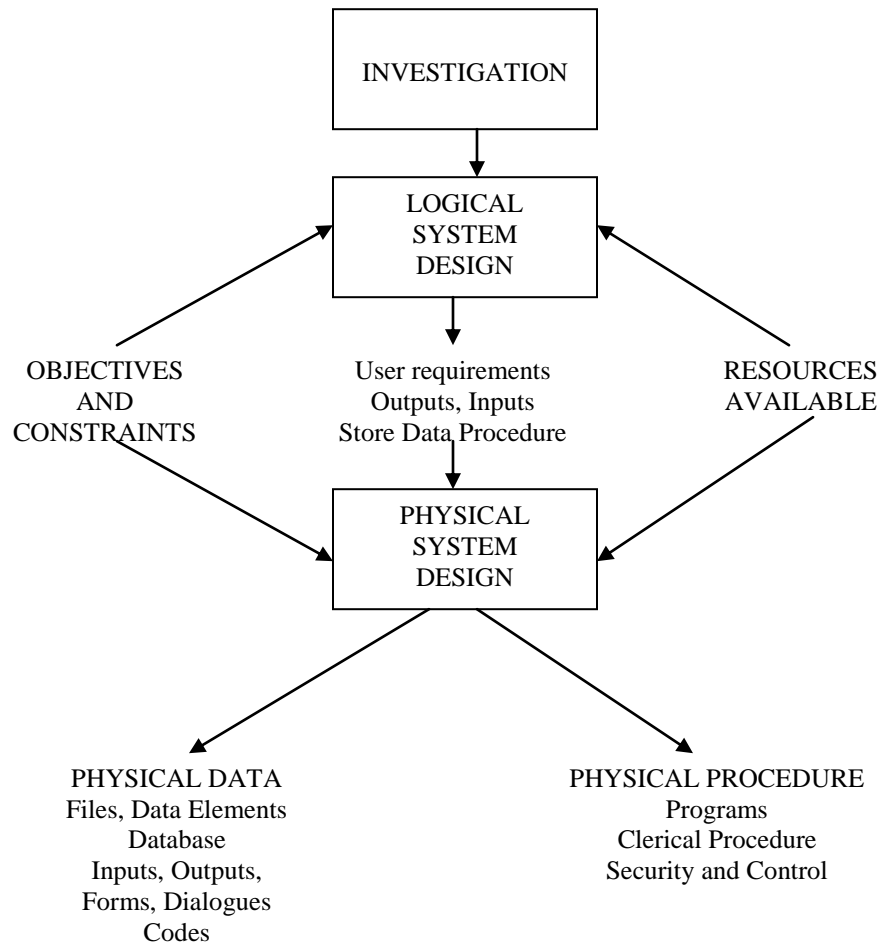 INVESTIGATION
LOGICAL
SYSTEM
DESIGN
OBJECTIVES
AND
CONSTRAINTS
User requirements
Outputs, Inputs
Store Data Procedure
RESOURCES
AVAILABLE
PHYSICAL
SYSTEM
DESIGN
PHYSICAL DATA
Files, Data Elements
Database
Inputs, Outputs,
Forms, Dialogues
Codes
PHYSICAL PROCEDURE
Programs
Clerical Procedure
Security and Control